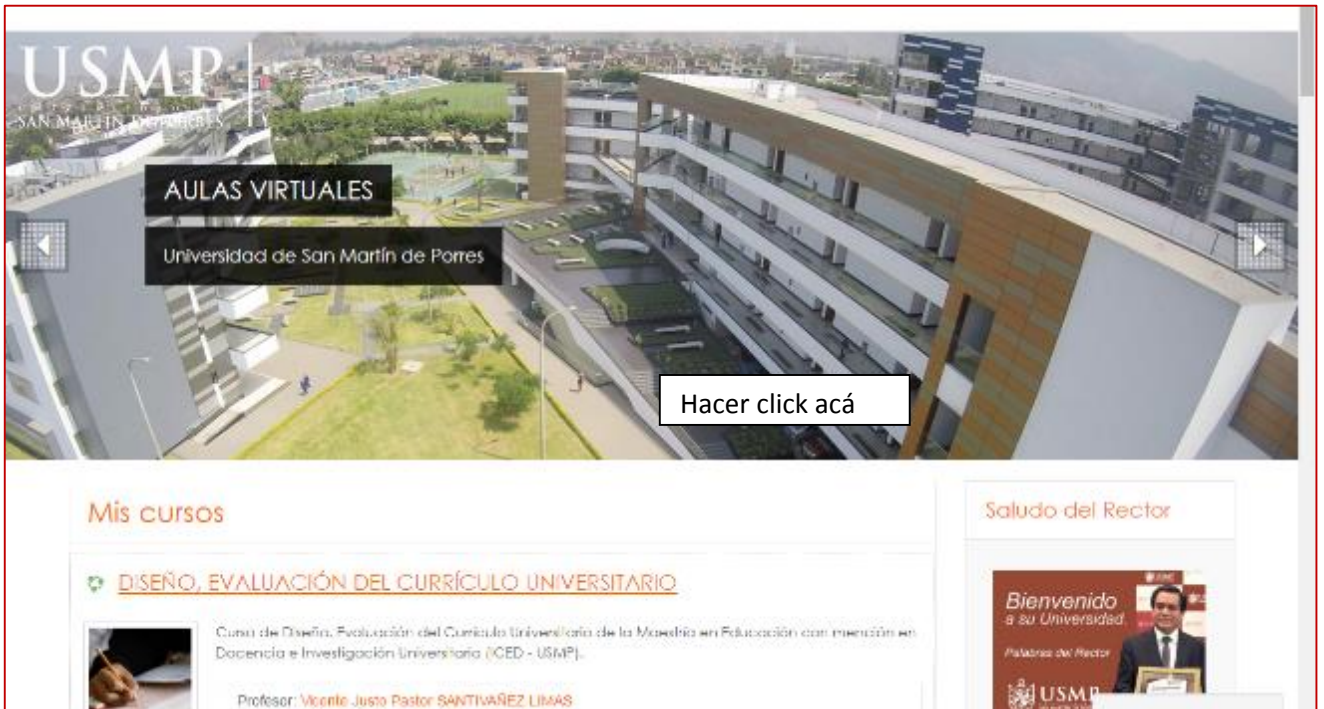 USMP
SAN MARTIN DE PORRES
AULAS VIRTUALES
Universidad de San Martín de Porres
Hacer click acá
Mis cursos
DISEÑO, EVALUACIÓN DEL CURRÍCULO UNIVERSITARIO
Curso de Diseño, Evaluación del Currículo Universitario de la Maestría en Educación con mención en
Docencia e Investigación Universitaria (ICED - USMP).
Profesor: Vicente Justo Pastor SANTIVAÑEZ LIMAS
Saludo del Rector
Bienvenido
a su Universidad
Palabras del Rector
USMP